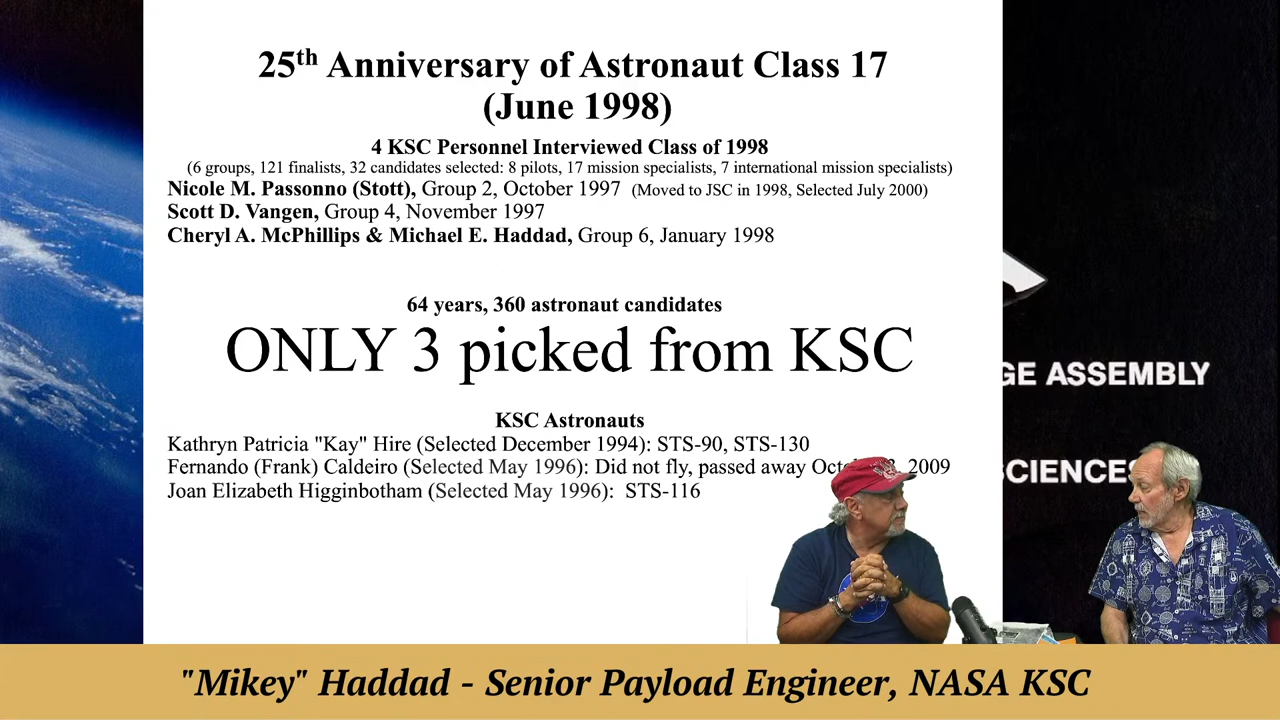 25th Anniversary of Astronaut Class 17
(June 1998)
4 KSC Personnel Interviewed Class of 1998
(6 groups, 121 finalists, 32 candidates selected: 8 pilots, 17 mission specialists, 7 international mission specialists)
Nicole M. Passonno (Stott), Group 2, October 1997 (Moved to JSC in 1998, Selected July 2000)
Scott D. Vangen, Group 4, November 1997
Cheryl A. McPhillips & Michael E. Haddad, Group 6, January 1998
64 years, 360 astronaut candidates
ONLY 3 picked from KSC
GE ASSEMBLY
KSC Astronauts
Kathryn Patricia "Kay" Hire (Selected December 1994): STS-90, STS-130
Fernando (Frank) Caldeiro (Selected May 1996): Did not fly, passed away 2009
SCIENCES
Joan Elizabeth Higginbotham (Selected May 1996): STS-116
"Mikey" Haddad - Senior Payload Engineer, NASA KSC